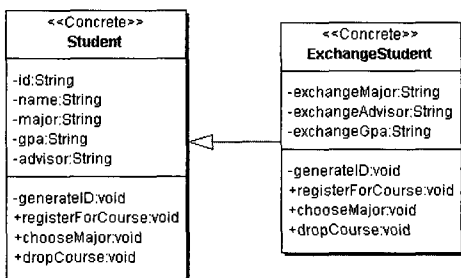 <<Concrete>>
Student
-id:String
-name:String
-major:String
-gpa:String
-advisor:String
-generateID:void
+registerForCourse:void
+chooseMajor:void
+dropCourse:void
<<Concrete>>
ExchangeStudent
-exchangeMajor:String
-exchangeAdvisor:String
-exchangeGpa:String
-generateID:void
+registerForCourse:void
+chooseMajor:void
+dropCourse:void